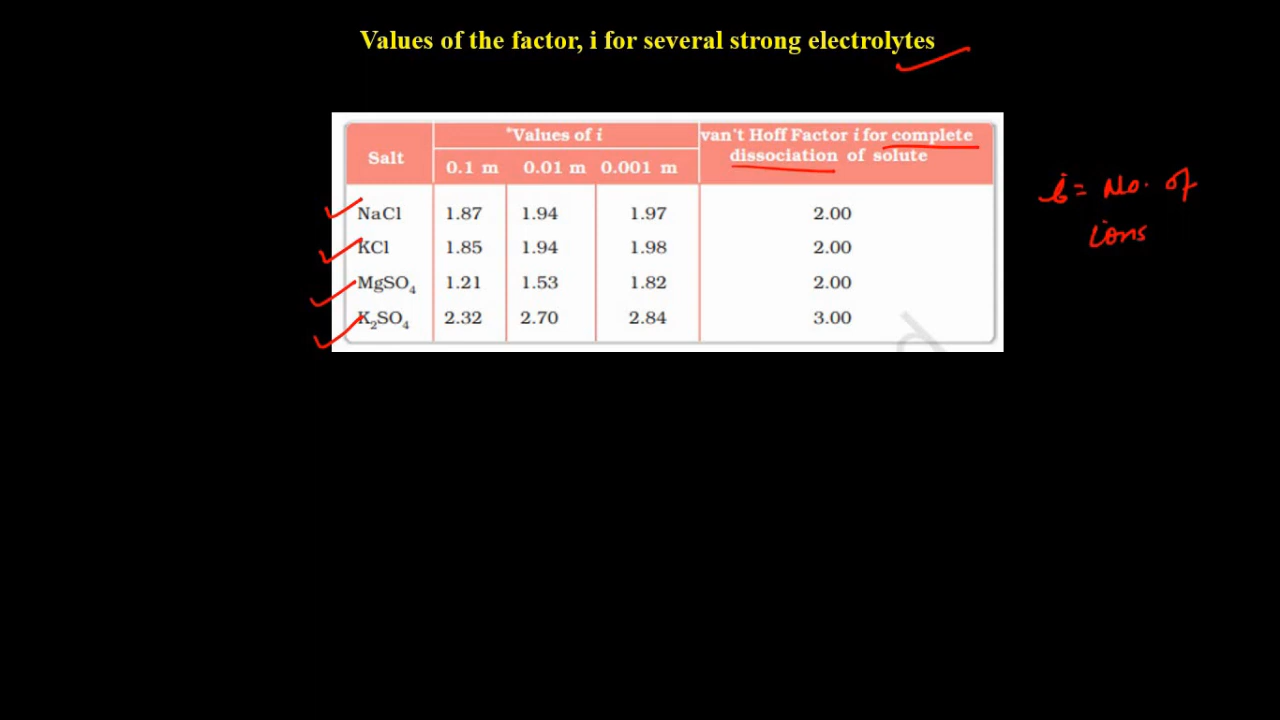 Values of the factor, i for several strong electrolytes
Salt
*Values of i
van't Hoff Factor i for complete
dissociation of solute
0.1 m 0.01 m 0.001 m
NaCl 1.87 1.94 1.97 2.00
KCl 1.85 1.94 1.98 2.00
MgSO4 1.21 1.53 1.82 2.00
K2SO4 2.32 2.70 2.84 3.00
i = No. of
ions